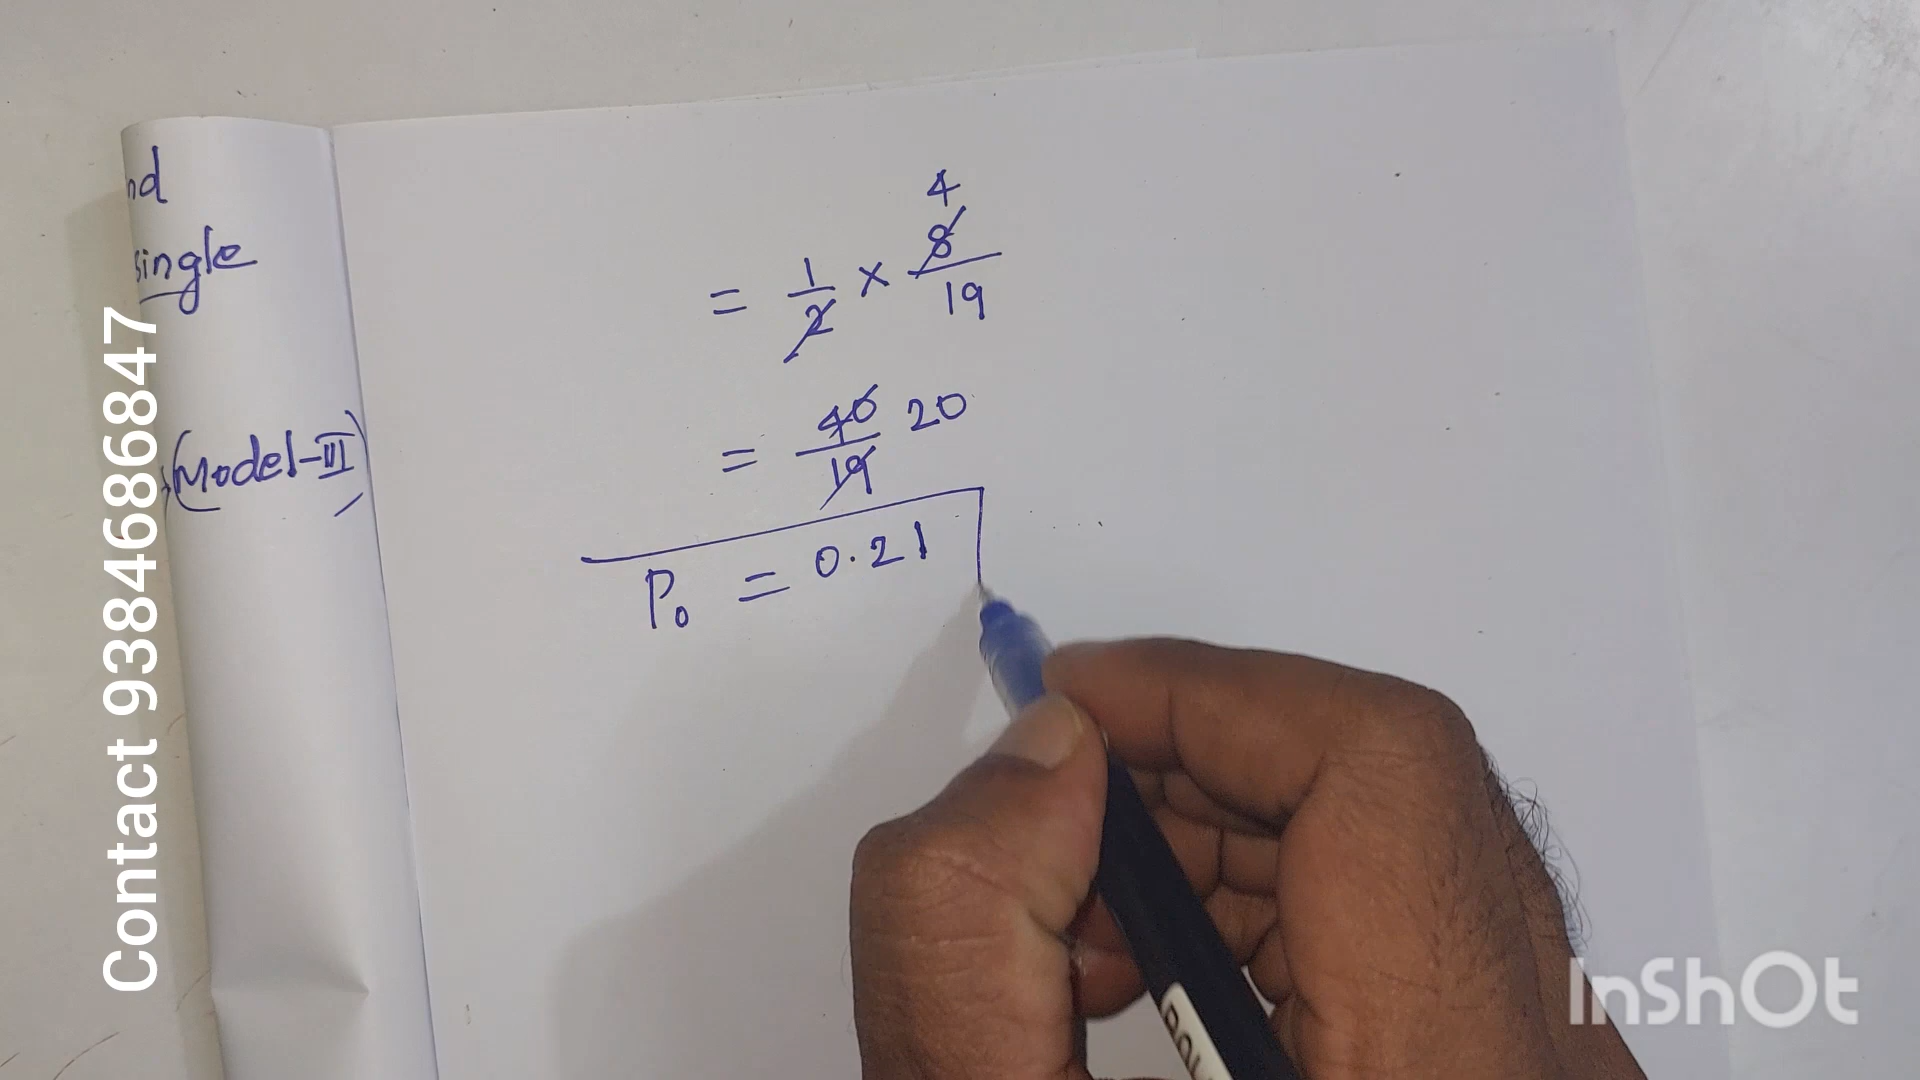 nd
single
(Model-III)
4
= 1/2 × 8/19
= 40/19 20
P₀ = 0.21
Contact 9384686847
InShOt